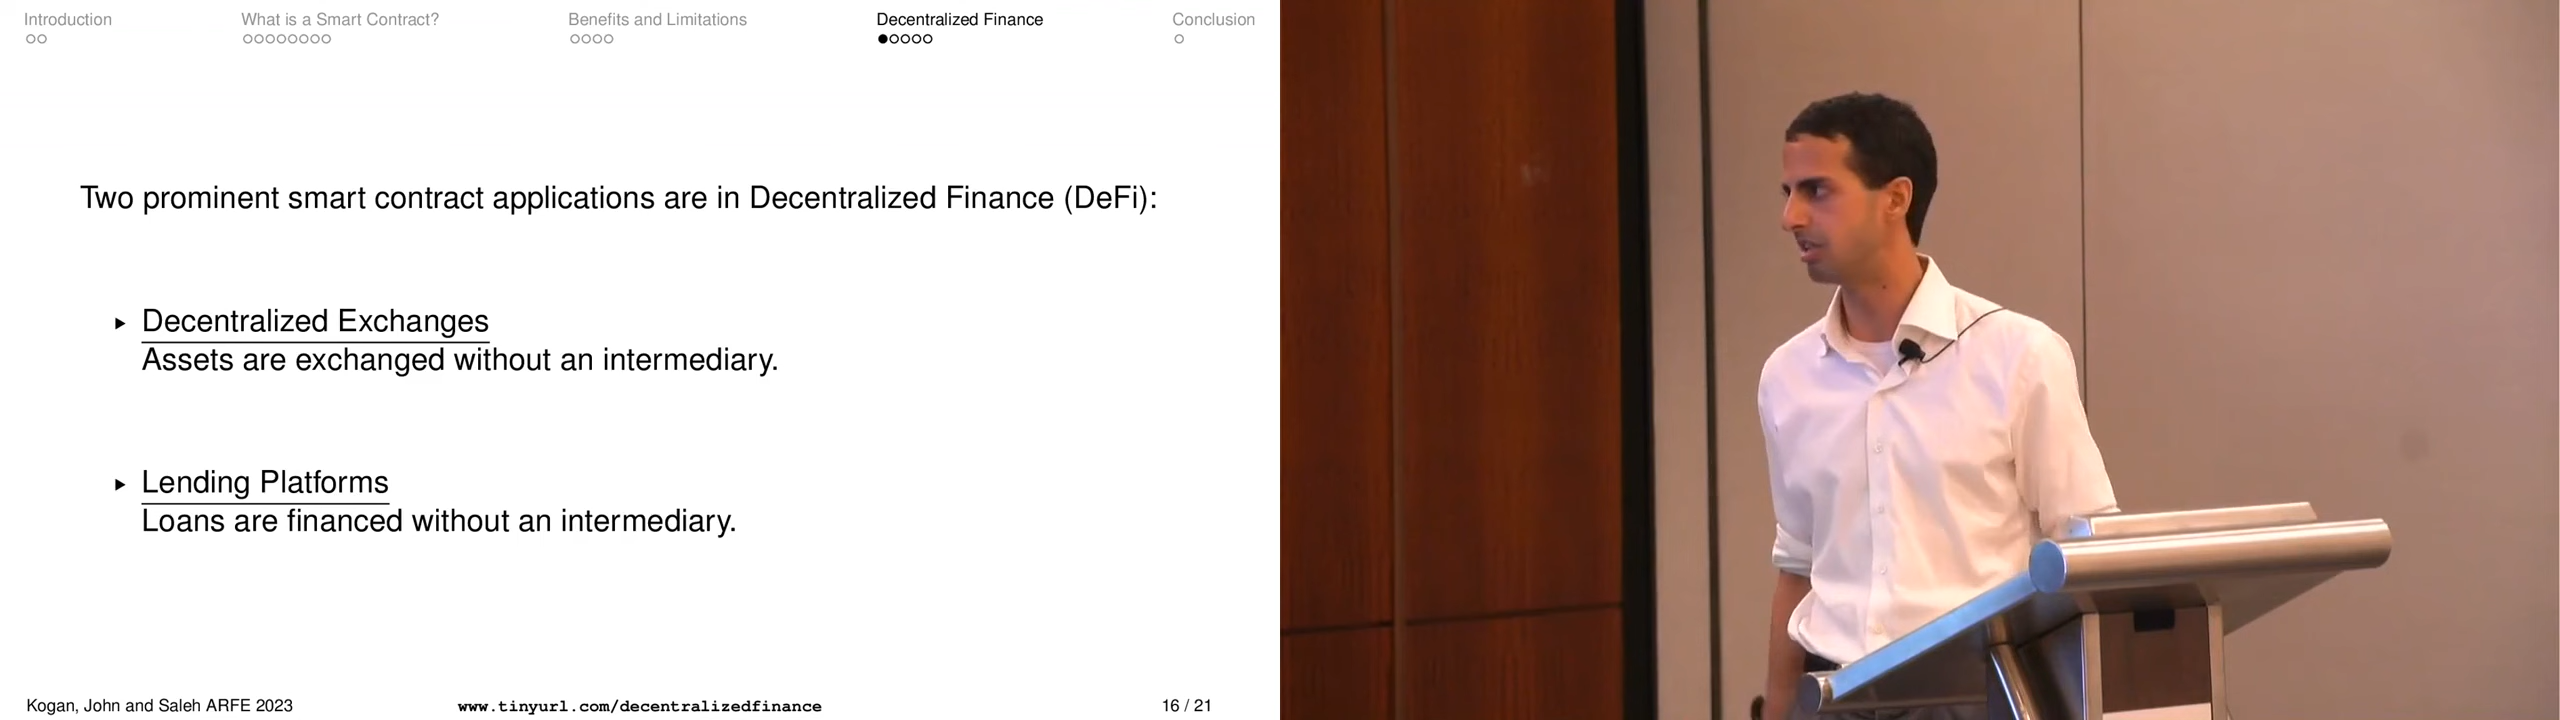 Introduction
What is a Smart Contract?
Benefits and Limitations
Decentralized Finance
Conclusion
Two prominent smart contract applications are in Decentralized Finance (DeFi):
Decentralized Exchanges
Assets are exchanged without an intermediary.
Lending Platforms
Loans are financed without an intermediary.
Kogan, John and Saleh ARFE 2023
www.tinyurl.com/decentralizedfinance
16 / 21